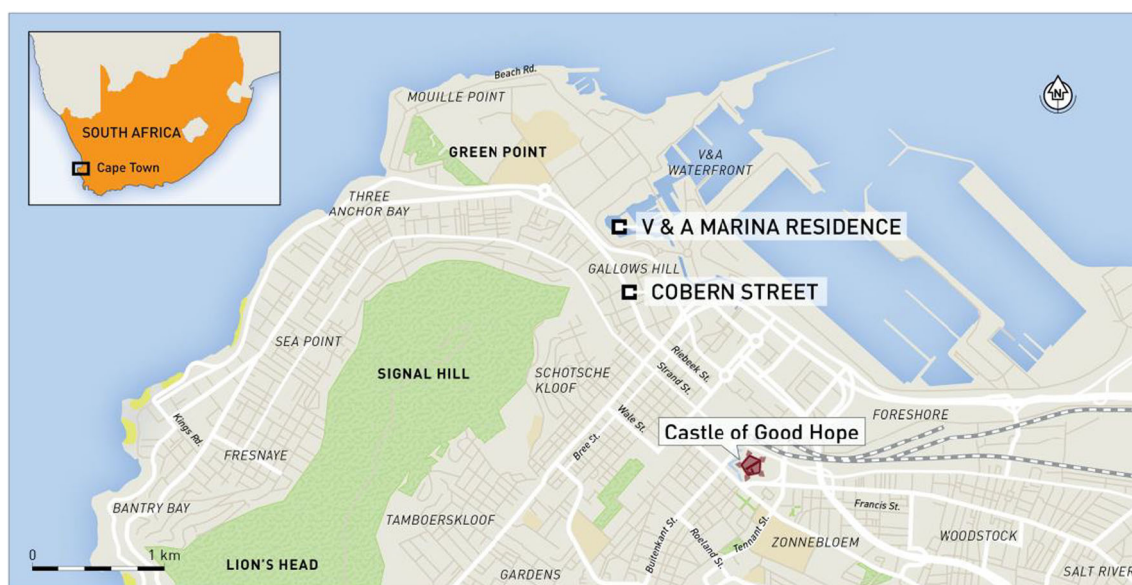 SOUTH AFRICA
Cape Town
Beach Rd.
N
MOUILLE POINT
GREEN POINT
V&A
WATERFRONT
THREE
ANCHOR BAY
V & A MARINA RESIDENCE
GALLOWS HILL
COBERN STREET
SEA POINT
SIGNAL HILL
SCHOTSCHE
KLOOF
Riebeek St.
Strand St.
Wale St.
FORESHORE
Kings Rd.
Bree St.
Castle of Good Hope
FRESNAYE
BANTRY BAY
TAMBOERSKLOOF
Francis St.
Buitenkant St.
Roeland St.
Tennant St.
ZONNEBLOEM
WOODSTOCK
0
1 km
LION'S HEAD
GARDENS
SALT RIVER